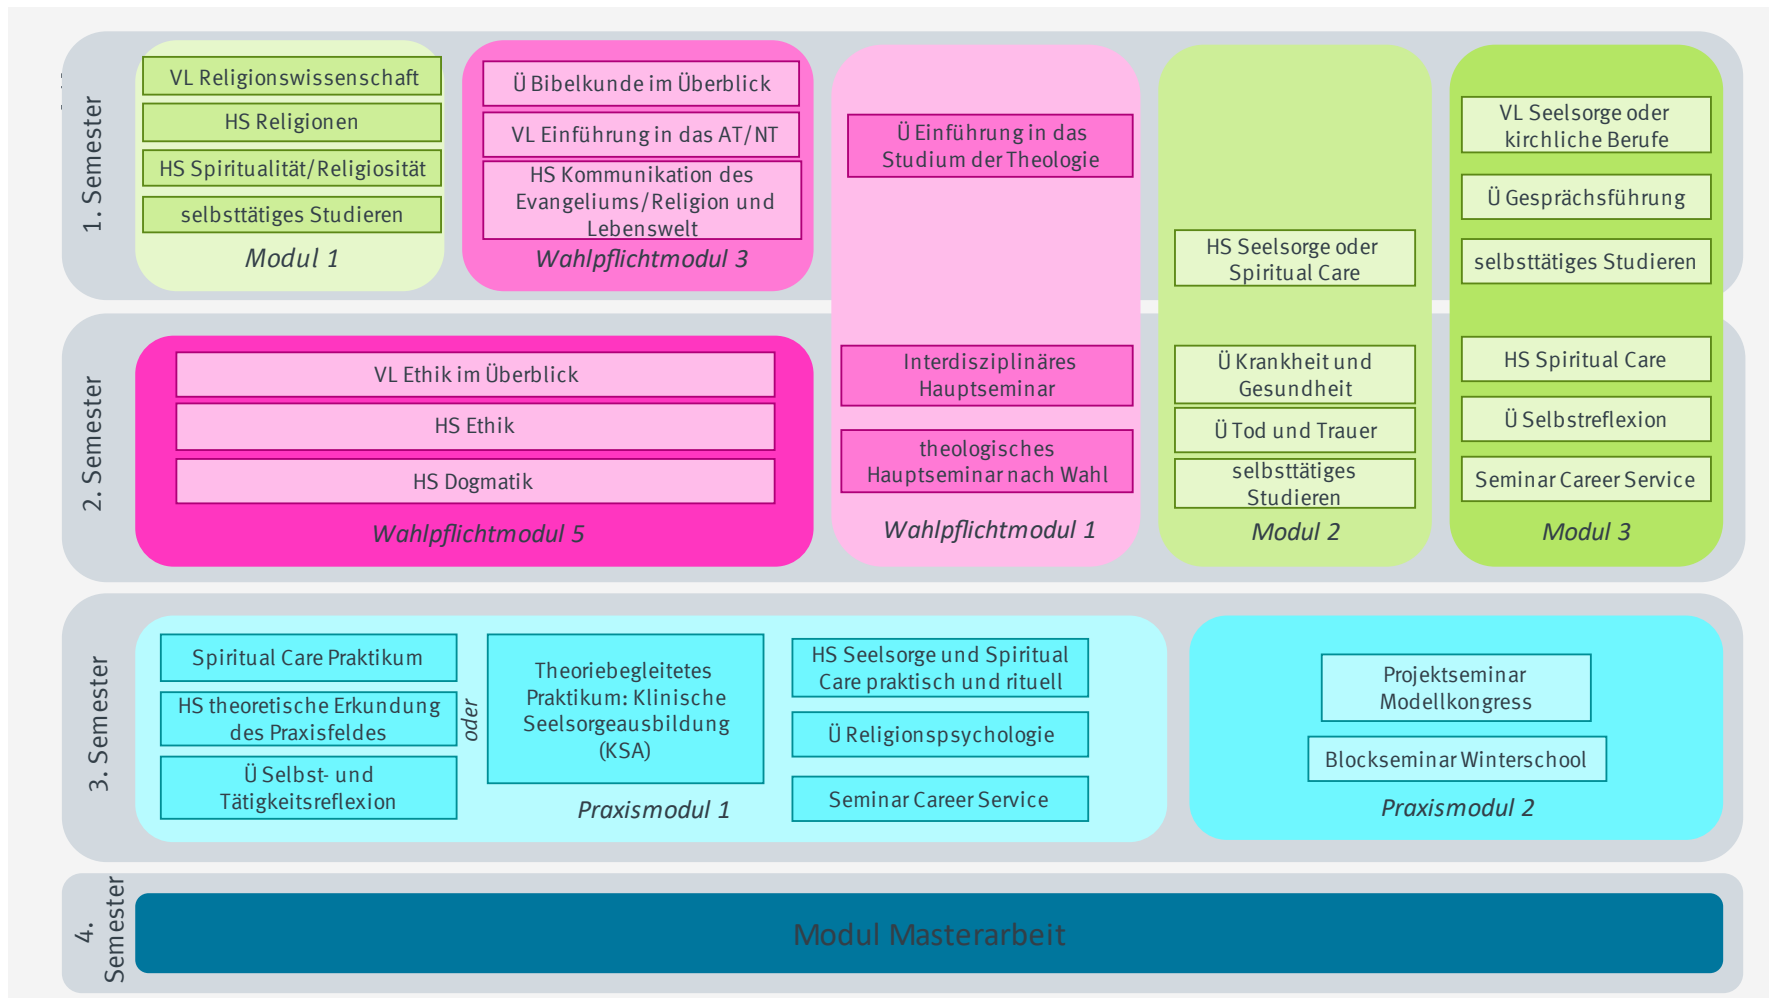 1. Semester
VL Religionswissenschaft
HS Religionen
HS Spiritualität/Religiosität
selbsttätiges Studieren
Modul 1
Ü Bibelkunde im Überblick
VL Einführung in das AT/NT
HS Kommunikation des
Evangeliums/Religion und
Lebenswelt
Wahlpflichtmodul 3
Ü Einführung in das
Studium der Theologie
HS Seelsorge oder
Spiritual Care
VL Seelsorge oder
kirchliche Berufe
Ü Gesprächsführung
selbsttätiges Studieren
2. Semester
VL Ethik im Überblick
HS Ethik
HS Dogmatik
Wahlpflichtmodul 5
Interdisziplinäres
Hauptseminar
theologisches
Hauptseminar nach Wahl
Wahlpflichtmodul 1
Ü Krankheit und
Gesundheit
Ü Tod und Trauer
selbsttätiges
Studieren
Modul 2
HS Spiritual Care
Ü Selbstreflexion
Seminar Career Service
Modul 3
3. Semester
Spiritual Care Praktikum
HS theoretische Erkundung
des Praxisfeldes
Ü Selbst- und
Tätigkeitsreflexion
oder
Theoriebegleitetes
Praktikum: Klinische
Seelsorgeausbildung
(KSA)
HS Seelsorge und Spiritual
Care praktisch und rituell
Ü Religionspsychologie
Seminar Career Service
Praxismodul 1
Projektseminar
Modellkongress
Blockseminar Winterschool
Praxismodul 2
4.
Semester
Modul Masterarbeit